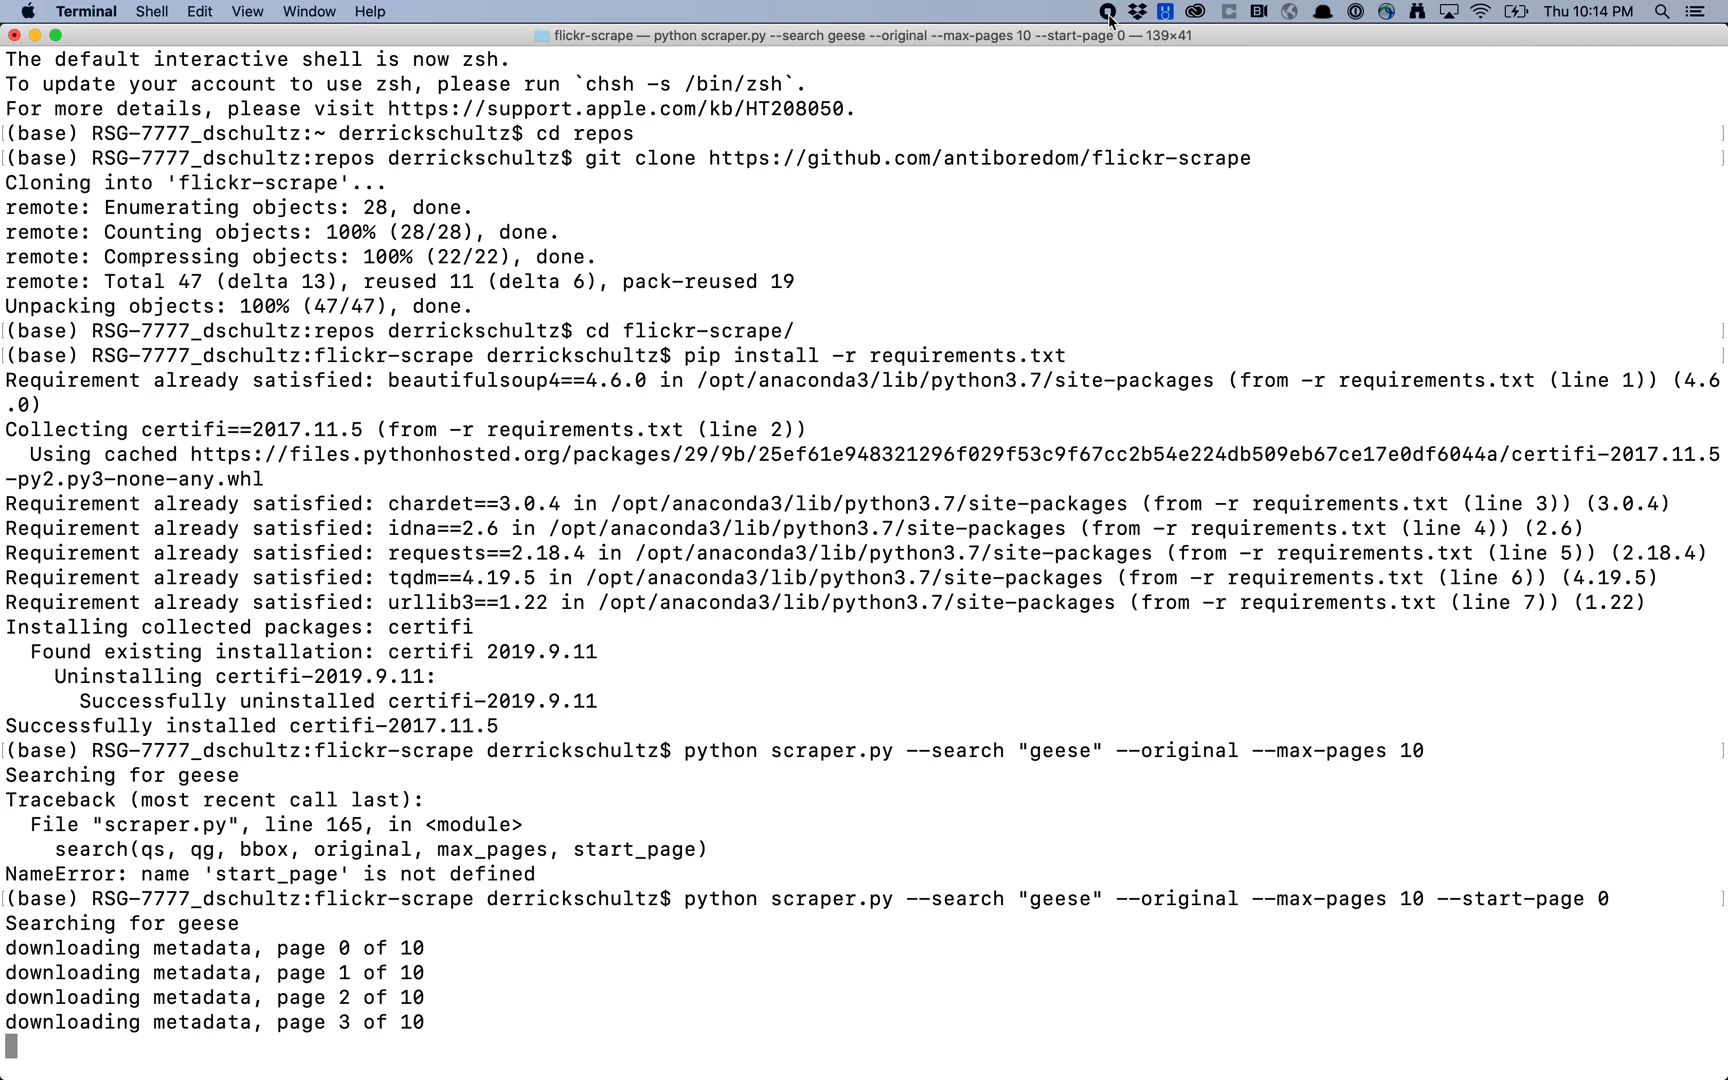 Terminal Shell Edit View Window Help Thu 10:14 PM
flickr-scrape — python scraper.py --search geese --original --max-pages 10 --start-page 0 — 139×41
The default interactive shell is now zsh.
To update your account to use zsh, please run `chsh -s /bin/zsh`.
For more details, please visit https://support.apple.com/kb/HT208050.
(base) RSG-7777_dschultz:~ derrickschultz$ cd repos
(base) RSG-7777_dschultz:repos derrickschultz$ git clone https://github.com/antiboredom/flickr-scrape
Cloning into 'flickr-scrape'...
remote: Enumerating objects: 28, done.
remote: Counting objects: 100% (28/28), done.
remote: Compressing objects: 100% (22/22), done.
remote: Total 47 (delta 13), reused 11 (delta 6), pack-reused 19
Unpacking objects: 100% (47/47), done.
(base) RSG-7777_dschultz:repos derrickschultz$ cd flickr-scrape/
(base) RSG-7777_dschultz:flickr-scrape derrickschultz$ pip install -r requirements.txt
Requirement already satisfied: beautifulsoup4==4.6.0 in /opt/anaconda3/lib/python3.7/site-packages (from -r requirements.txt (line 1)) (4.6
.0)
Collecting certifi==2017.11.5 (from -r requirements.txt (line 2))
  Using cached https://files.pythonhosted.org/packages/29/9b/25ef61e948321296f029f53c9f67cc2b54e224db509eb67ce17e0df6044a/certifi-2017.11.5
-py2.py3-none-any.whl
Requirement already satisfied: chardet==3.0.4 in /opt/anaconda3/lib/python3.7/site-packages (from -r requirements.txt (line 3)) (3.0.4)
Requirement already satisfied: idna==2.6 in /opt/anaconda3/lib/python3.7/site-packages (from -r requirements.txt (line 4)) (2.6)
Requirement already satisfied: requests==2.18.4 in /opt/anaconda3/lib/python3.7/site-packages (from -r requirements.txt (line 5)) (2.18.4)
Requirement already satisfied: tqdm==4.19.5 in /opt/anaconda3/lib/python3.7/site-packages (from -r requirements.txt (line 6)) (4.19.5)
Requirement already satisfied: urllib3==1.22 in /opt/anaconda3/lib/python3.7/site-packages (from -r requirements.txt (line 7)) (1.22)
Installing collected packages: certifi
  Found existing installation: certifi 2019.9.11
    Uninstalling certifi-2019.9.11:
      Successfully uninstalled certifi-2019.9.11
Successfully installed certifi-2017.11.5
(base) RSG-7777_dschultz:flickr-scrape derrickschultz$ python scraper.py --search "geese" --original --max-pages 10
Searching for geese
Traceback (most recent call last):
  File "scraper.py", line 165, in <module>
    search(qs, qg, bbox, original, max_pages, start_page)
NameError: name 'start_page' is not defined
(base) RSG-7777_dschultz:flickr-scrape derrickschultz$ python scraper.py --search "geese" --original --max-pages 10 --start-page 0
Searching for geese
downloading metadata, page 0 of 10
downloading metadata, page 1 of 10
downloading metadata, page 2 of 10
downloading metadata, page 3 of 10